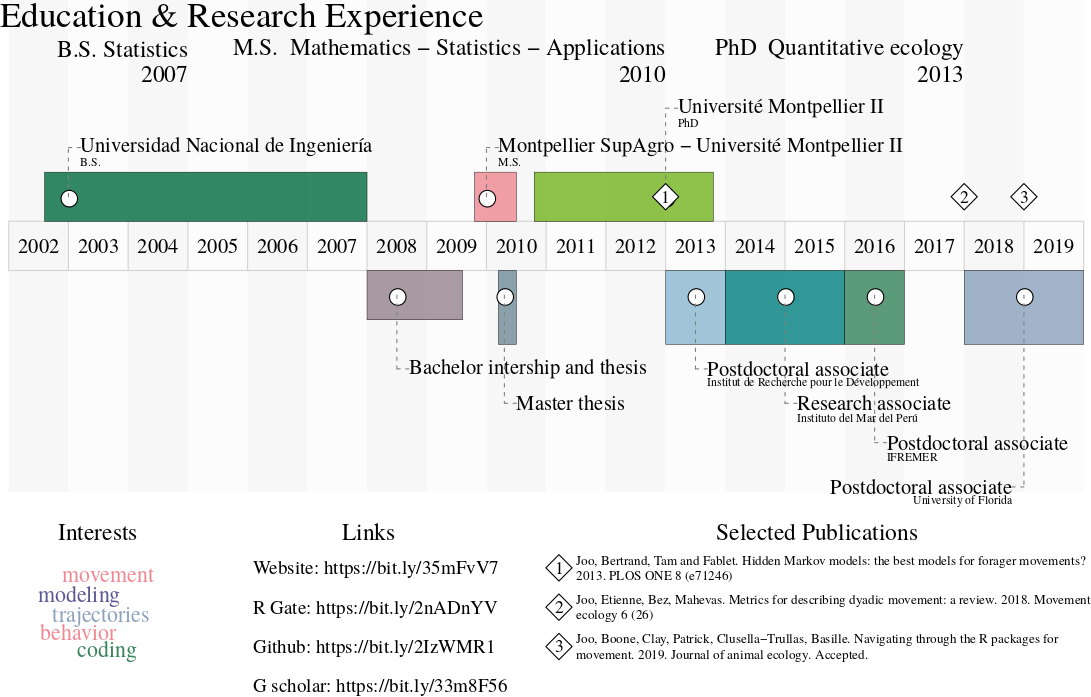 Education & Research Experience
B.S. Statistics
2007
M.S.  Mathematics − Statistics − Applications
2010
PhD  Quantitative ecology
2013
Université Montpellier II
PhD
Universidad Nacional de Ingeniería
B.S.
Montpellier SupAgro − Université Montpellier II
M.S.
1
2
3
2002 2003 2004 2005 2006 2007 2008 2009 2010 2011 2012 2013 2014 2015 2016 2017 2018 2019
Bachelor intership and thesis
Master thesis
Postdoctoral associate
Institut de Recherche pour le Développement
Research associate
Instituto del Mar del Perú
Postdoctoral associate
IFREMER
Postdoctoral associate
University of Florida
Interests
movement
modeling
trajectories
behavior
coding
Links
Website: https://bit.ly/35mFvV7
R Gate: https://bit.ly/2nADnYV
Github: https://bit.ly/2IzWMR1
G scholar: https://bit.ly/33m8F56
Selected Publications
1 Joo, Bertrand, Tam and Fablet. Hidden Markov models: the best models for forager movements?
2013. PLOS ONE 8 (e71246)
2 Joo, Etienne, Bez, Mahevas. Metrics for describing dyadic movement: a review. 2018. Movement
ecology 6 (26)
3 Joo, Boone, Clay, Patrick, Clusella−Trullas, Basille. Navigating through the R packages for
movement. 2019. Journal of animal ecology. Accepted.